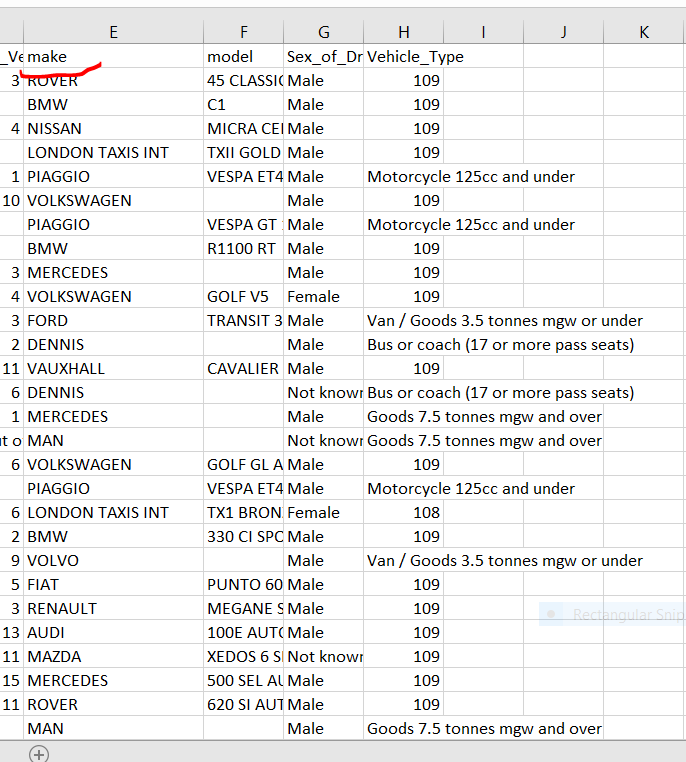 E F G H I J K
_Ve make model Sex_of_Dr Vehicle_Type
3 ROVER 45 CLASSIC Male 109
BMW C1 Male 109
4 NISSAN MICRA CE Male 109
LONDON TAXIS INT TXII GOLD Male 109
1 PIAGGIO VESPA ET4 Male Motorcycle 125cc and under
10 VOLKSWAGEN Male 109
PIAGGIO VESPA GT Male Motorcycle 125cc and under
BMW R1100 RT Male 109
3 MERCEDES Male 109
4 VOLKSWAGEN GOLF V5 Female 109
3 FORD TRANSIT 3 Male Van / Goods 3.5 tonnes mgw or under
2 DENNIS Male Bus or coach (17 or more pass seats)
11 VAUXHALL CAVALIER Male 109
6 DENNIS Not known Bus or coach (17 or more pass seats)
1 MERCEDES Male Goods 7.5 tonnes mgw and over
ut o MAN Not known Goods 7.5 tonnes mgw and over
6 VOLKSWAGEN GOLF GL A Male 109
PIAGGIO VESPA ET4 Male Motorcycle 125cc and under
6 LONDON TAXIS INT TX1 BRON Female 108
2 BMW 330 CI SPO Male 109
9 VOLVO Male Van / Goods 3.5 tonnes mgw or under
5 FIAT PUNTO 60 Male 109
3 RENAULT MEGANE S Male 109
13 AUDI 100E AUTO Male 109
11 MAZDA XEDOS 6 S Not known 109
15 MERCEDES 500 SEL AU Male 109
11 ROVER 620 SI AUT Male 109
MAN Male Goods 7.5 tonnes mgw and over
Rectangular Snip